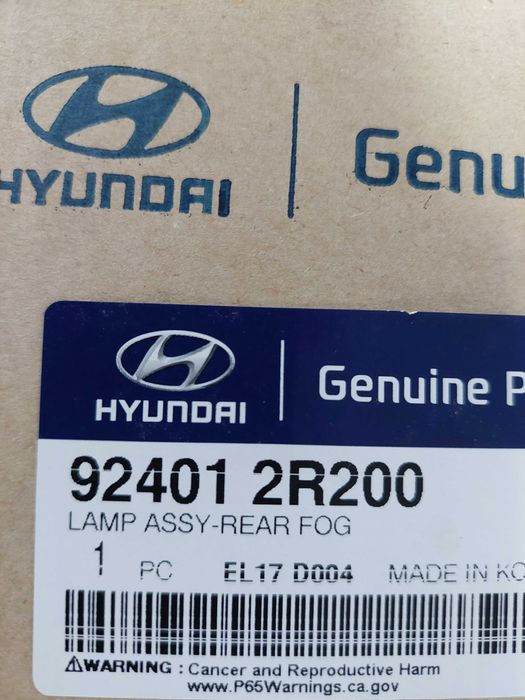 HYUNDAI Genu
HYUNDAI Genuine P
92401 2R200
LAMP ASSY-REAR FOG
1 PC EL17 D004 MADE IN KO
WARNING : Cancer and Reproductive Harm
www.P65Warnings.ca.gov